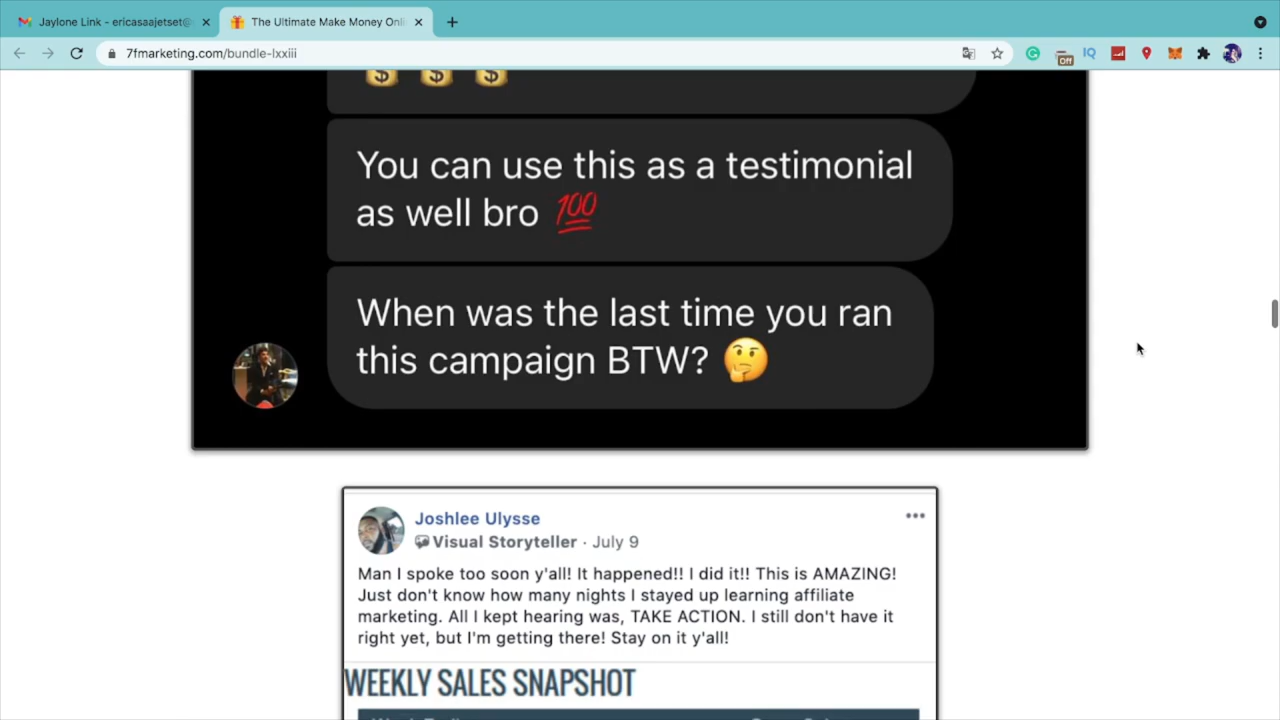 Jaylone Link - ericasaajetset@
The Ultimate Make Money Onli
7fmarketing.com/bundle-lxxiii
IQ
Off
$ $ $
You can use this as a testimonial
as well bro 💯
When was the last time you ran
this campaign BTW? 🤔
Joshlee Ulysse
Visual Storyteller · July 9
Man I spoke too soon y'all! It happened!! I did it!! This is AMAZING!
Just don't know how many nights I stayed up learning affiliate
marketing. All I kept hearing was, TAKE ACTION. I still don't have it
right yet, but I'm getting there! Stay on it y'all!
WEEKLY SALES SNAPSHOT